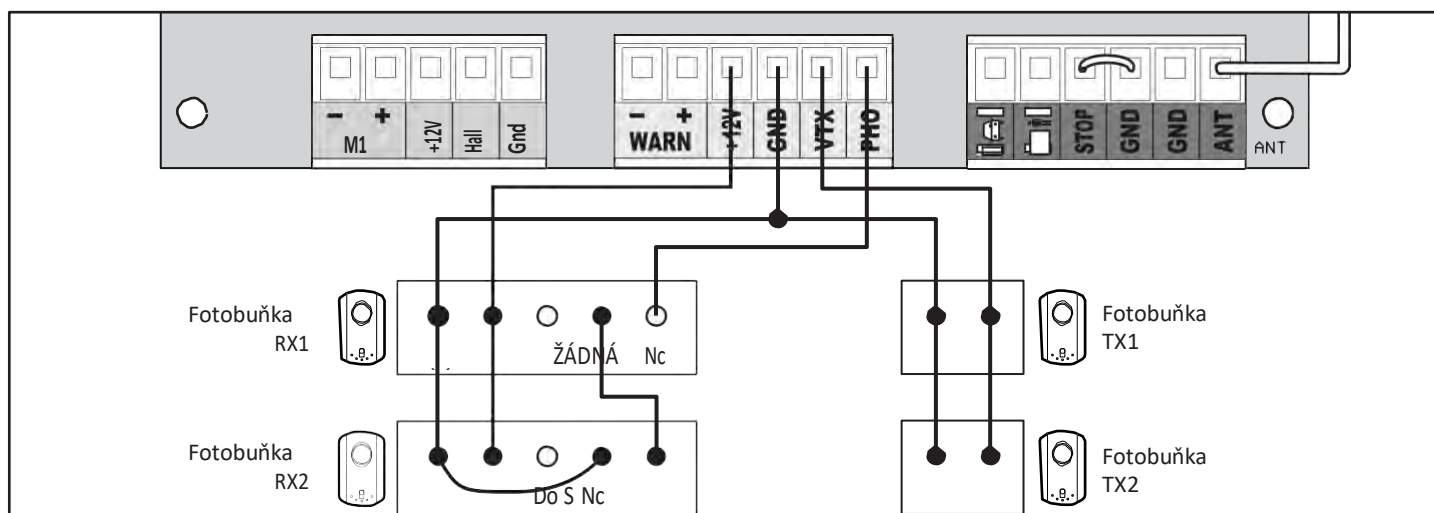 - +
M1
+12V
Hall
Gnd
- +
WARN
+12V
GND
VTX
PHO
STOP
GND
GND
ANT
ANT
Fotobuňka
RX1
ŽÁDNÁ Nc
Fotobuňka
TX1
Fotobuňka
RX2
Do S Nc
Fotobuňka
TX2